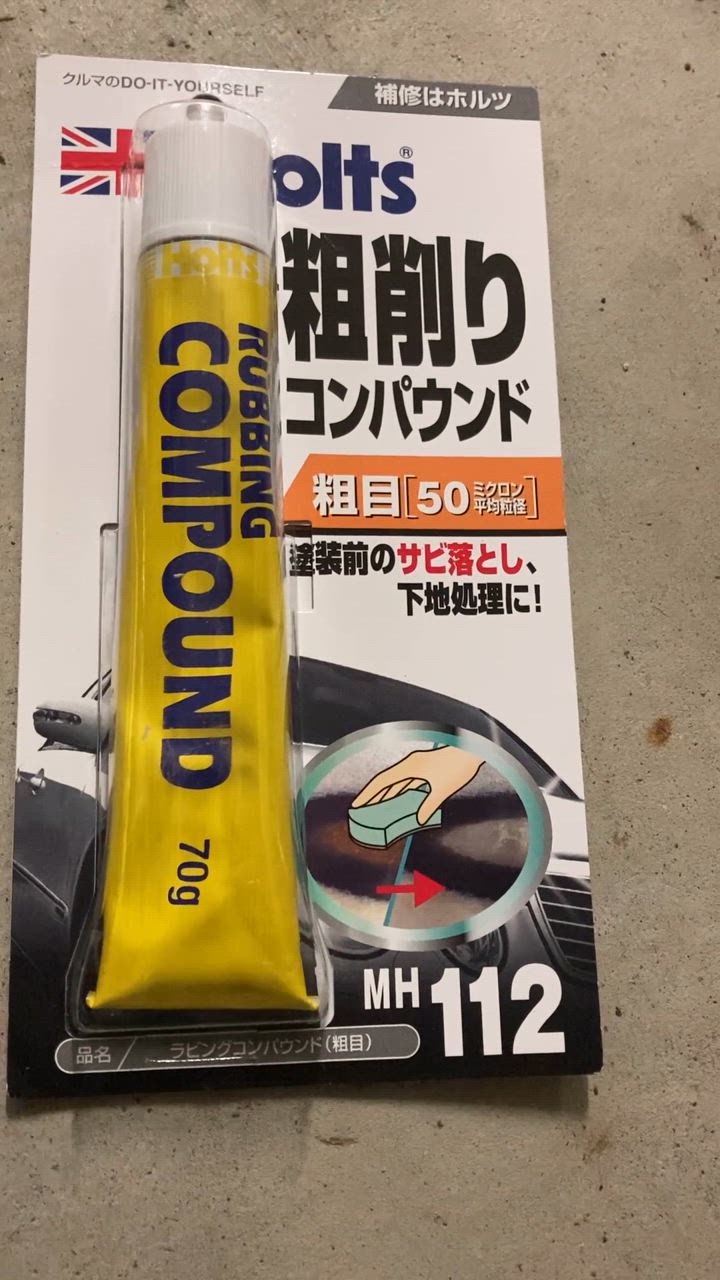 クルマのDO-IT-YOURSELF
補修はホルツ
olts®
Holts
粗削り
コンパウンド
RUBBING
COMPOUND
70g
粗目[50ミクロン平均粒径]
塗装前のサビ落とし、
下地処理に!
MH112
品名 ラビングコンパウンド(粗目)